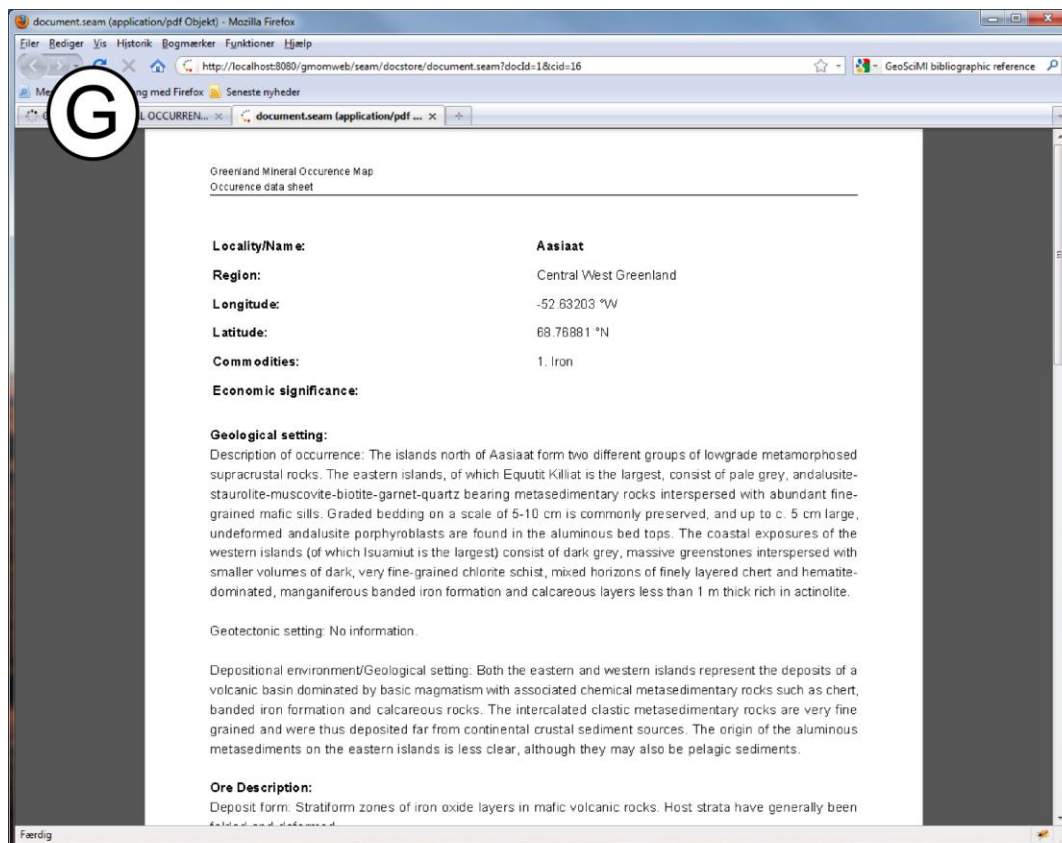 document.seam (application/pdf Objekt) - Mozilla Firefox
Filer Rediger Vis Historik Bogmærker Funktioner Hjælp
http://localhost:8080/gmomweb/seam/docstore/document.seam?docId=1&cid=16
GeoSciMl bibliographic reference
ng med Firefox Seneste nyheder
G
L OCCURREN... document.seam (application/pdf ...
Greenland Mineral Occurence Map
Occurence data sheet
Locality/Name: Aasiaat
Region: Central West Greenland
Longitude: -52.63203 °W
Latitude: 68.76881 °N
Commodities: 1. Iron
Economic significance:
Geological setting:
Description of occurrence: The islands north of Aasiaat form two different groups of lowgrade metamorphosed
supracrustal rocks. The eastern islands, of which Equutit Killiat is the largest, consist of pale grey, andalusite-
staurolite-muscovite-biotite-garnet-quartz bearing metasedimentary rocks interspersed with abundant fine-
grained mafic sills. Graded bedding on a scale of 5-10 cm is commonly preserved, and up to c. 5 cm large,
undeformed andalusite porphyroblasts are found in the aluminous bed tops. The coastal exposures of the
western islands (of which Isuamiut is the largest) consist of dark grey, massive greenstones interspersed with
smaller volumes of dark, very fine-grained chlorite schist, mixed horizons of finely layered chert and hematite-
dominated, manganiferous banded iron formation and calcareous layers less than 1 m thick rich in actinolite.
Geotectonic setting: No information.
Depositional environment/Geological setting: Both the eastern and western islands represent the deposits of a
volcanic basin dominated by basic magmatism with associated chemical metasedimentary rocks such as chert,
banded iron formation and calcareous rocks. The intercalated clastic metasedimentary rocks are very fine
grained and were thus deposited far from continental crustal sediment sources. The origin of the aluminous
metasediments on the eastern islands is less clear, although they may also be pelagic sediments.
Ore Description:
Deposit form: Stratiform zones of iron oxide layers in mafic volcanic rocks. Host strata have generally been
folded and deformed.
Færdig